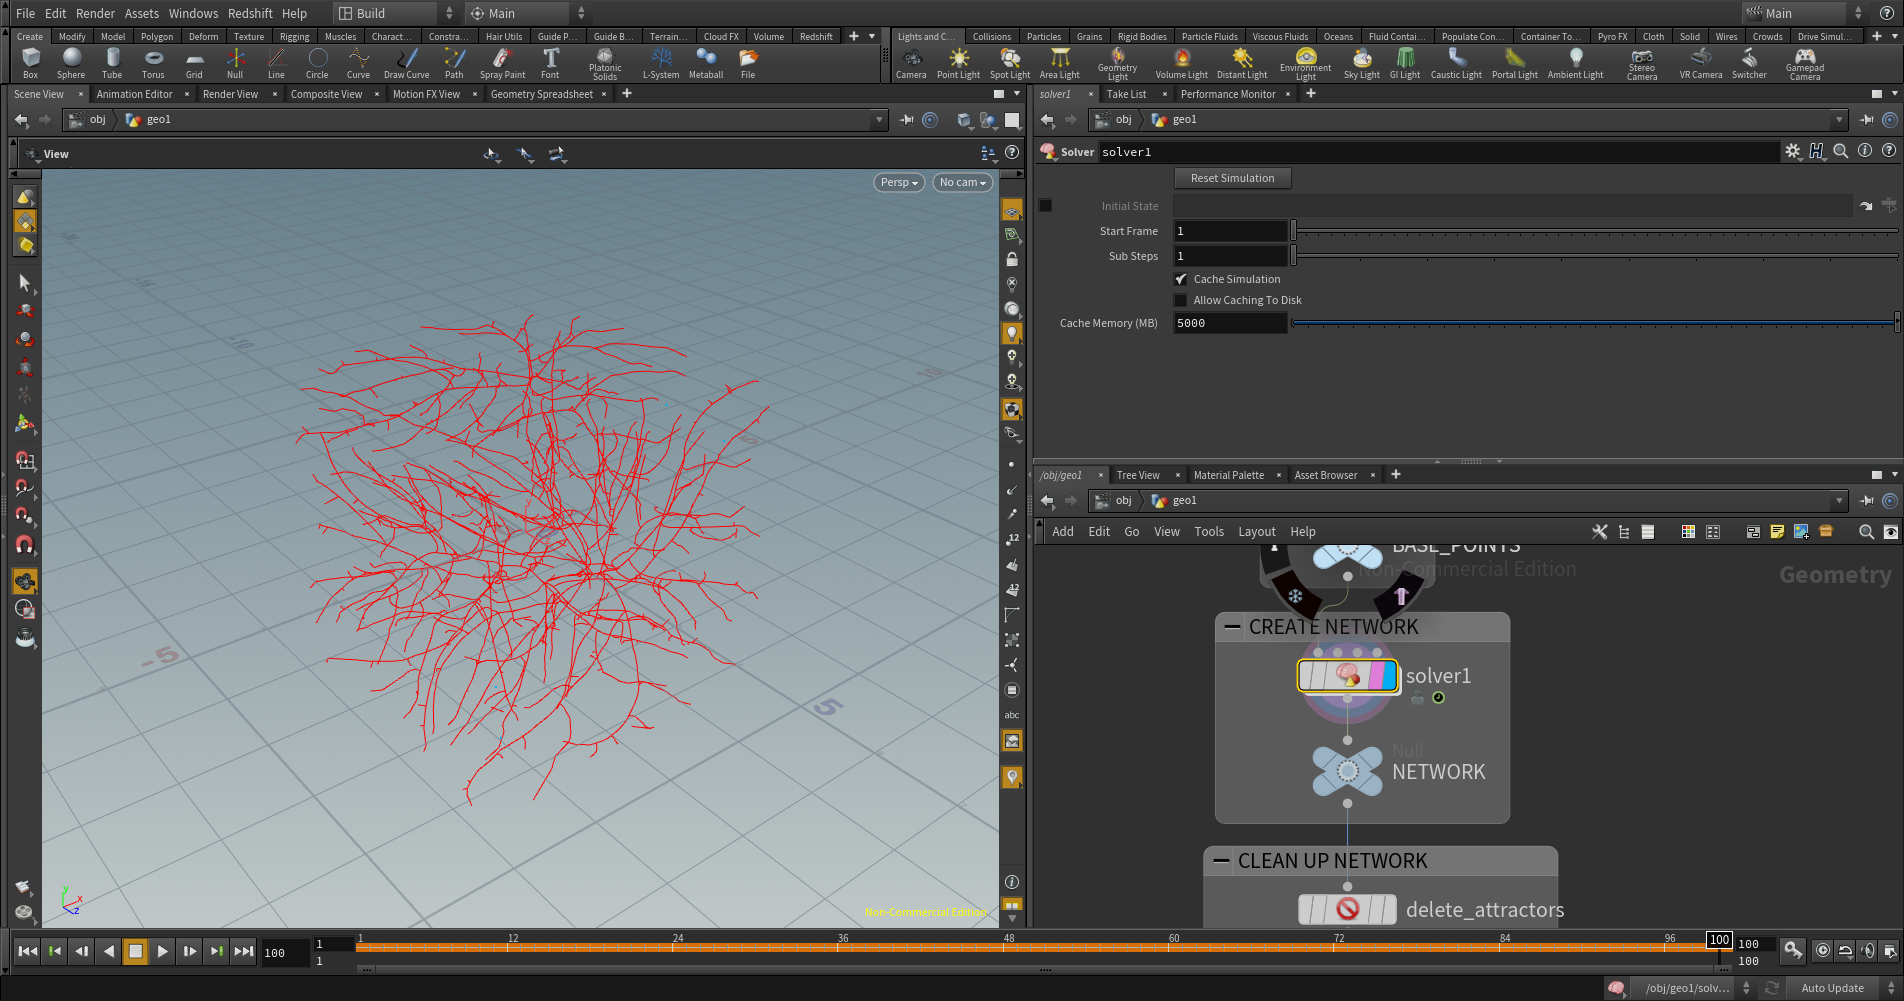 File Edit Render Assets Windows Redshift Help Build Main Main
Create Modify Model Polygon Deform Texture Rigging Muscles Charact... Constra... Hair Utils Guide P... Guide B... Terrain... Cloud FX Volume Redshift
Lights and C... Collisions Particles Grains Rigid Bodies Particle Fluids Viscous Fluids Oceans Fluid Contai... Populate Con... Container To... Pyro FX Cloth Solid Wires Crowds Drive Simul...
Box Sphere Tube Torus Grid Null Line Circle Curve Draw Curve Path Spray Paint Font Platonic Solids L-System Metaball File
Camera Point Light Spot Light Area Light Geometry Light Volume Light Distant Light Environment Light Sky Light GI Light Caustic Light Portal Light Ambient Light Stereo Camera VR Camera Switcher Gamepad Camera
Scene View Animation Editor Render View Composite View Motion FX View Geometry Spreadsheet
obj geo1
View
Persp No cam
-10
10
-5
5
y
x
z
Non-Commercial Edition
12
12
abc
solver1 Take List Performance Monitor
obj geo1
Solver solver1
Reset Simulation
Initial State
Start Frame 1
Sub Steps 1
Cache Simulation
Allow Caching To Disk
Cache Memory (MB) 5000
/obj/geo1 Tree View Material Palette Asset Browser
obj geo1
Add Edit Go View Tools Layout Help
BASE_POINTS
Non-Commercial Edition
Geometry
CREATE NETWORK
solver1
Null
NETWORK
CLEAN UP NETWORK
delete_attractors
100 1 1 12 24 36 48 60 72 84 96 100 100
1 100
/obj/geo1/solv... Auto Update